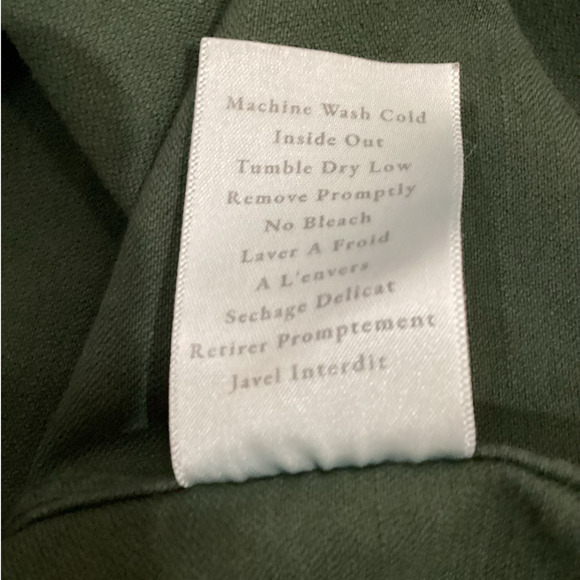 Machine Wash Cold
Inside Out
Tumble Dry Low
Remove Promptly
No Bleach
Laver A Froid
A L'envers
Sechage Delicat
Retirer Promptement
Javel Interdit